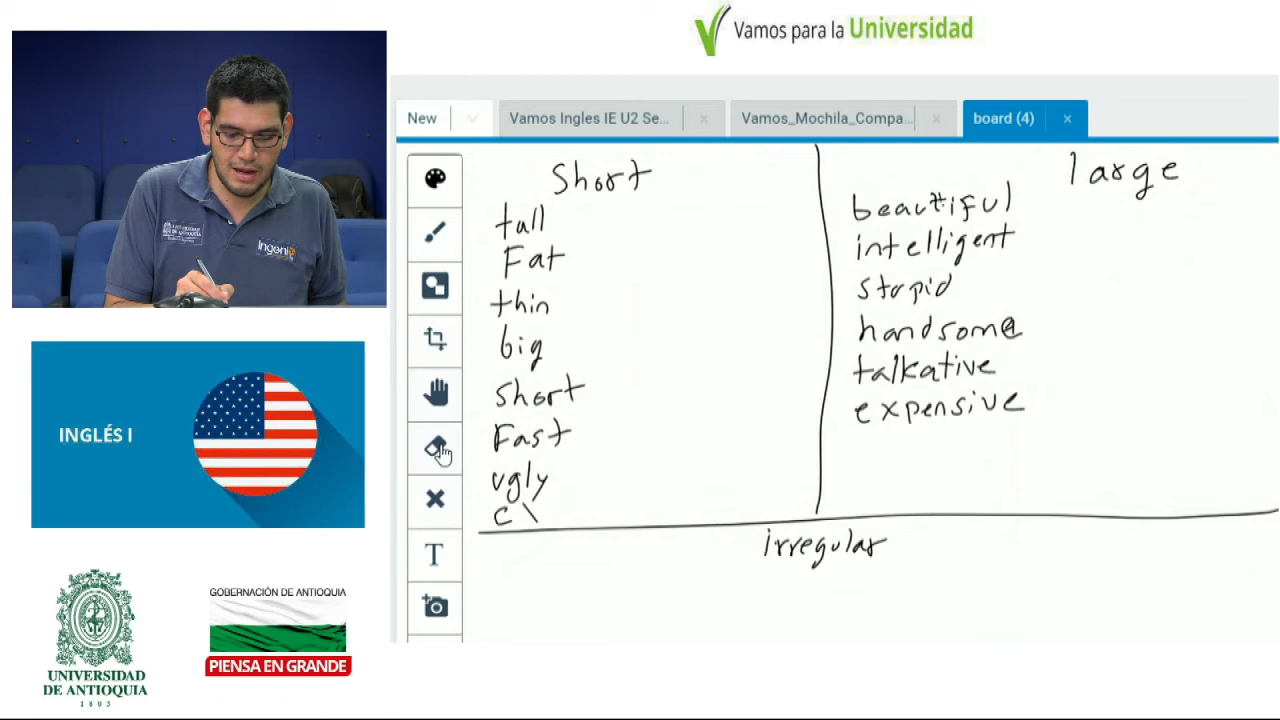 Vamos para la Universidad
New
Vamos Ingles IE U2 Se...
Vamos_Mochila_Compa...
board (4)
Short
large
tall
Fat
thin
big
short
Fast
ugly
c\
beautiful
intelligent
stupid
handsome
talkative
expensive
irregular
T
Ingeni@
INGLÉS I
UNIVERSIDAD
DE ANTIOQUIA
1803
GOBERNACIÓN DE ANTIOQUIA
PIENSA EN GRANDE